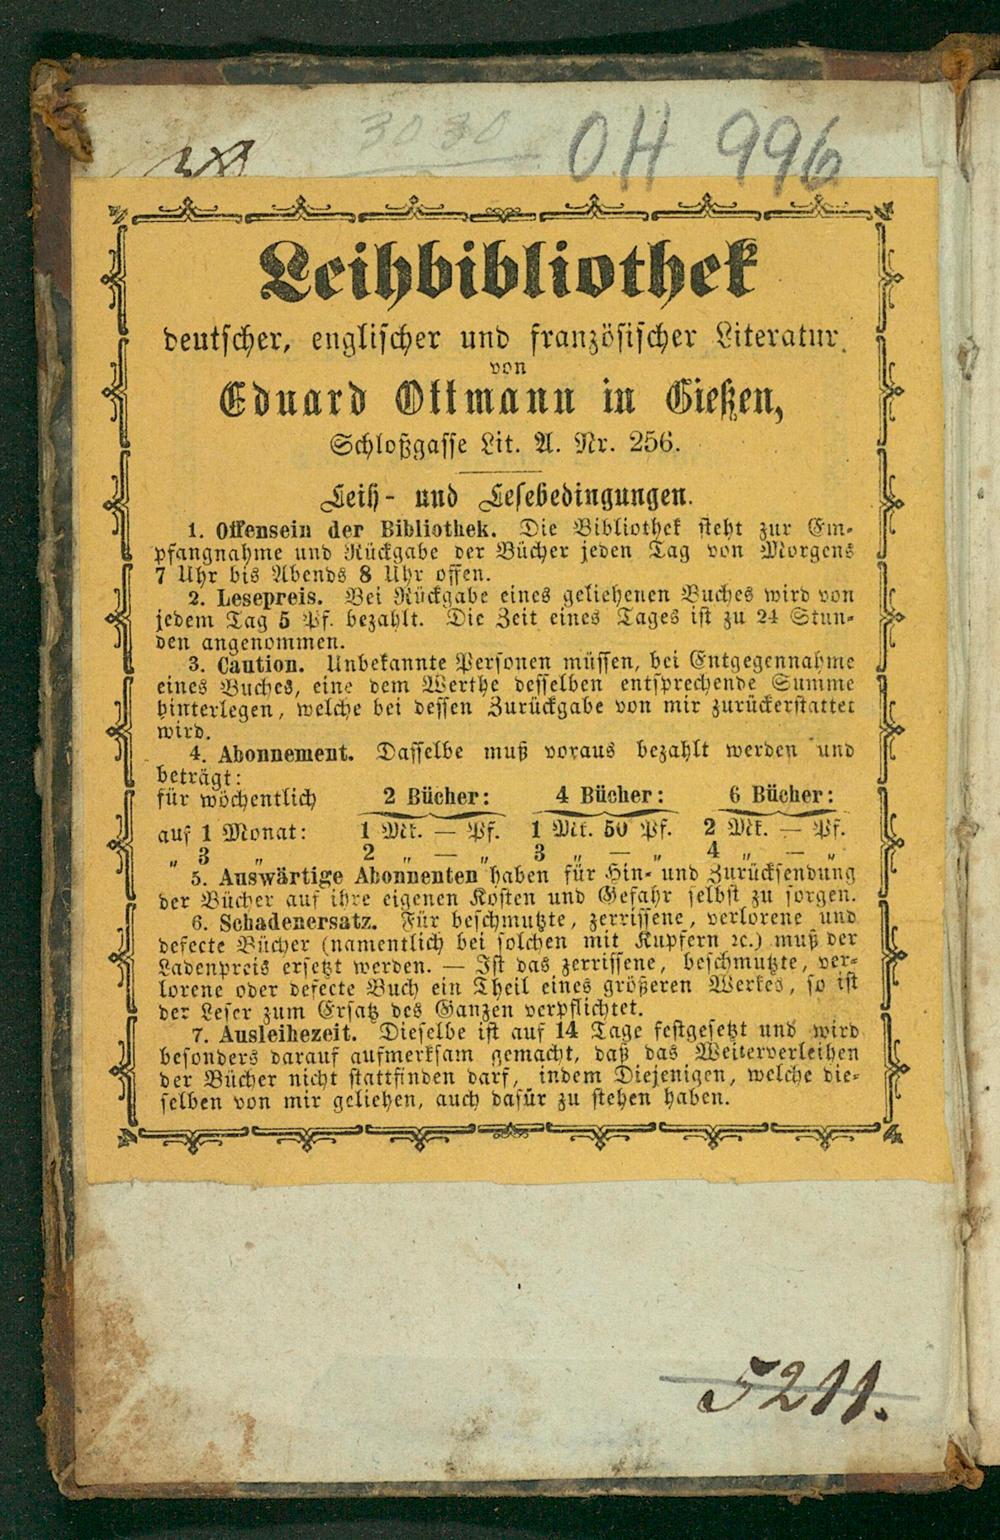 3030
OH 996
Leihbibliothek
deutscher, englischer und französischer Literatur
von
Eduard Ottmann in Gießen,
Schloßgasse Lit. A. Nr. 256.
Leih- und Lesebedingungen.
1. Offensein der Bibliothek. Die Bibliothek steht zur Em-
pfangnahme und Rückgabe der Bücher jeden Tag von Morgens
7 Uhr bis Abends 8 Uhr offen.
2. Lesepreis. Bei Rückgabe eines geliehenen Buches wird von
jedem Tag 5 Pf. bezahlt. Die Zeit eines Tages ist zu 24 Stun-
den angenommen.
3. Caution. Unbekannte Personen müssen, bei Entgegennahme
eines Buches, eine dem Werthe desselben entsprechende Summe
hinterlegen, welche bei dessen Zurückgabe von mir zurückerstattet
wird.
4. Abonnement. Dasselbe muß voraus bezahlt werden und
beträgt:
für wöchentlich 2 Bücher: 4 Bücher: 6 Bücher:
auf 1 Monat: 1 Mk. — Pf. 1 Mk. 50 Pf. 2 Mk. — Pf.
„ 3 „ 2 „ — „ 3 „ — „ 4 „ — „
5. Auswärtige Abonnenten haben für Hin- und Zurücksendung
der Bücher auf ihre eigenen Kosten und Gefahr selbst zu sorgen.
6. Schadenersatz. Für beschmutzte, zerrissene, verlorene und
defecte Bücher (namentlich bei solchen mit Kupfern ꝛc.) muß der
Ladenpreis ersetzt werden. — Ist das zerrissene, beschmutzte, ver-
lorene oder defecte Buch ein Theil eines größeren Werkes, so ist
der Leser zum Ersatz des Ganzen verpflichtet.
7. Ausleihezeit. Dieselbe ist auf 14 Tage festgesetzt und wird
besonders darauf aufmerksam gemacht, daß das Weiterverleihen
der Bücher nicht stattfinden darf, indem Diejenigen, welche die-
selben von mir geliehen, auch dafür zu stehen haben.
5211.